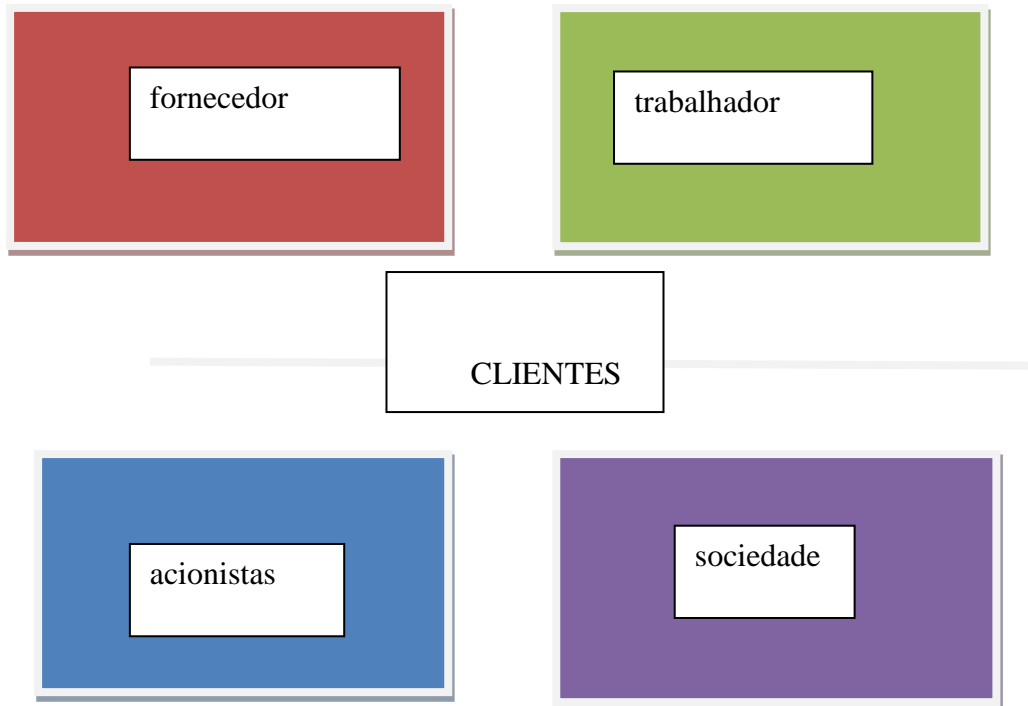 fornecedor
trabalhador
CLIENTES
acionistas
sociedade